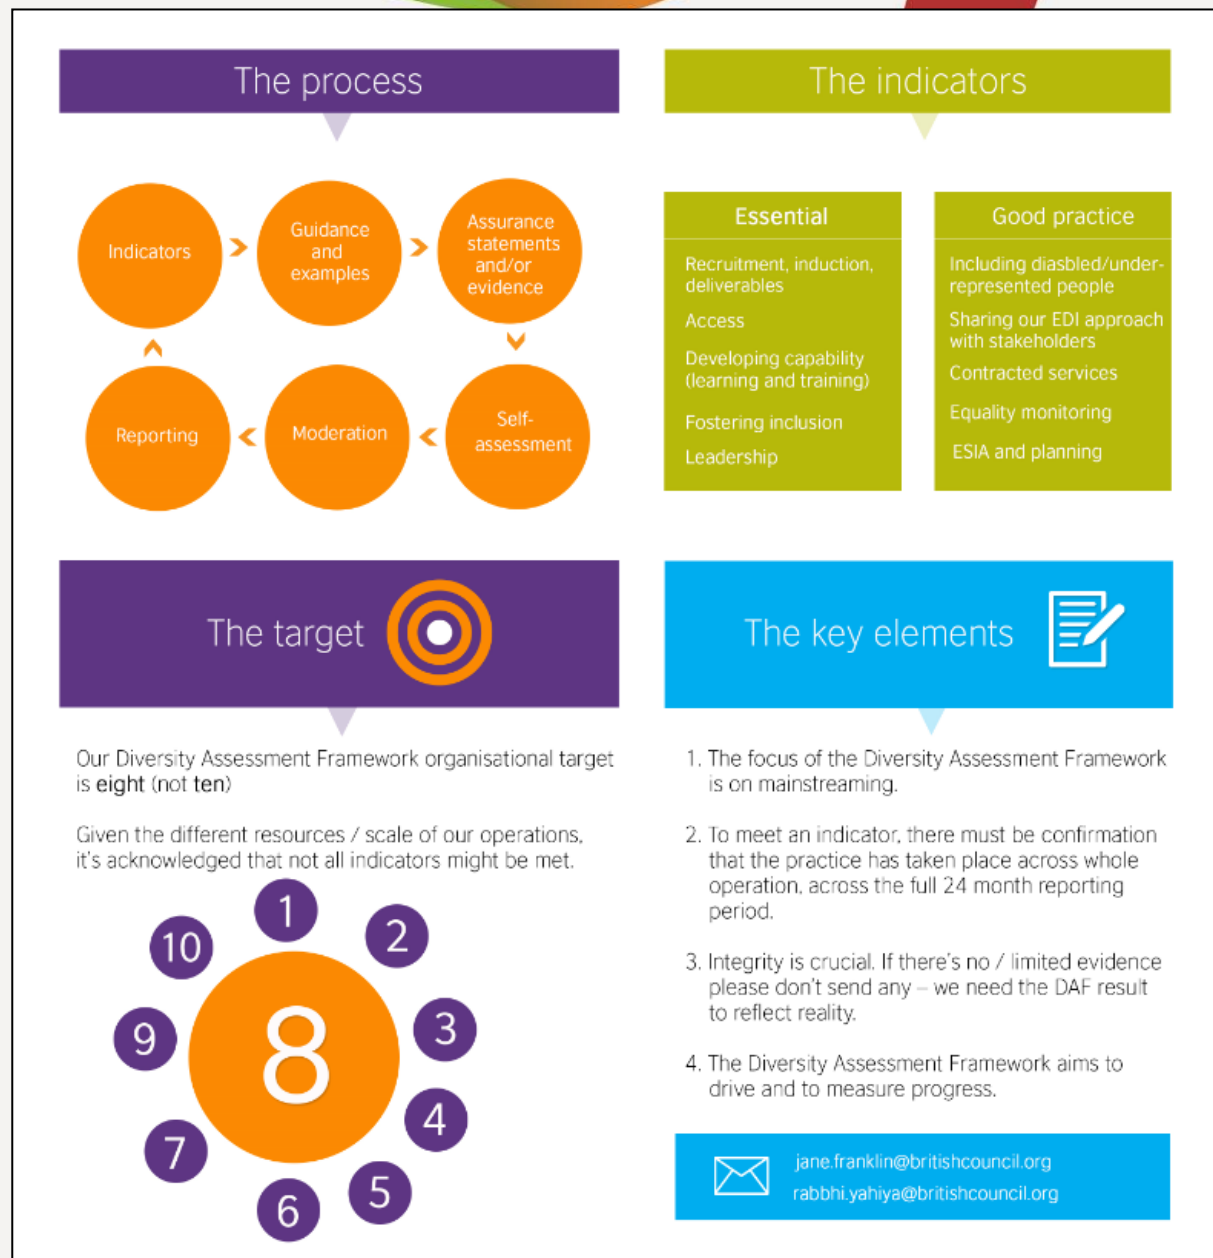 The process
Indicators
Guidance
and
examples
Assurance
statements
and/or
evidence
Self-
assessment
Moderation
Reporting
The indicators
Essential
Recruitment, induction,
deliverables
Access
Developing capability
(learning and training)
Fostering inclusion
Leadership
Good practice
Including diasbled/under-
represented people
Sharing our EDI approach
with stakeholders
Contracted services
Equality monitoring
ESIA and planning
The target
Our Diversity Assessment Framework organisational target
is eight (not ten)
Given the different resources / scale of our operations,
it's acknowledged that not all indicators might be met.
1
2
3
4
5
6
7
9
10
8
The key elements
1. The focus of the Diversity Assessment Framework
is on mainstreaming.
2. To meet an indicator, there must be confirmation
that the practice has taken place across whole
operation, across the full 24 month reporting
period.
3. Integrity is crucial. If there's no / limited evidence
please don't send any – we need the DAF result
to reflect reality.
4. The Diversity Assessment Framework aims to
drive and to measure progress.
jane.franklin@britishcouncil.org
rabbhi.yahiya@britishcouncil.org